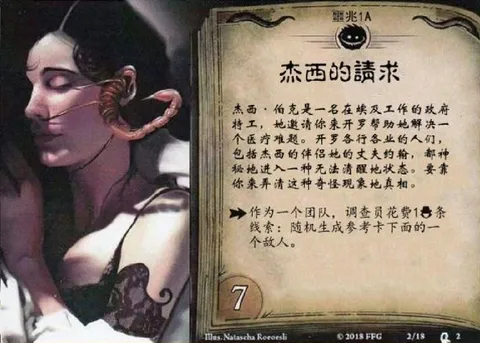 兆1A
杰西的請求
杰西·伯克是一名在埃及工作的政府
特工，她邀请你来开罗帮助她解决一
个医疗难题。开罗各行各业的人们，
包括杰西的伴侣她的丈夫约翰，都神
秘地进入一种无法清醒地状态。要靠
你来弄清这种奇怪现象地真相。
作为一个团队，调查员花费1条
线索：随机生成参考卡下面的一
个敌人。
7
Illus. Natascha Roeoesli
© 2018 FFG
2/18
2